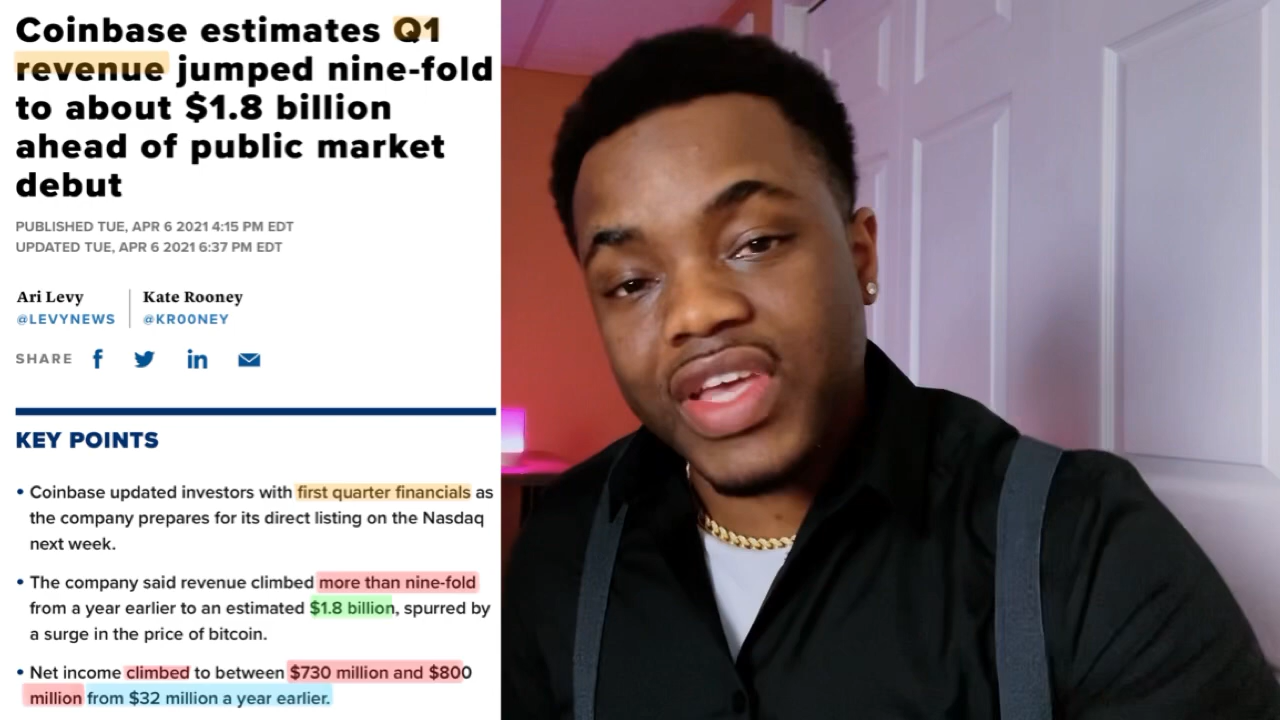 Coinbase estimates Q1
revenue jumped nine-fold
to about $1.8 billion
ahead of public market
debut
PUBLISHED TUE, APR 6 2021 4:15 PM EDT
UPDATED TUE, APR 6 2021 6:37 PM EDT
Ari Levy
@LEVYNEWS
Kate Rooney
@KR00NEY
SHARE
KEY POINTS
• Coinbase updated investors with first quarter financials as
the company prepares for its direct listing on the Nasdaq
next week.
• The company said revenue climbed more than nine-fold
from a year earlier to an estimated $1.8 billion, spurred by
a surge in the price of bitcoin.
• Net income climbed to between $730 million and $800
million from $32 million a year earlier.